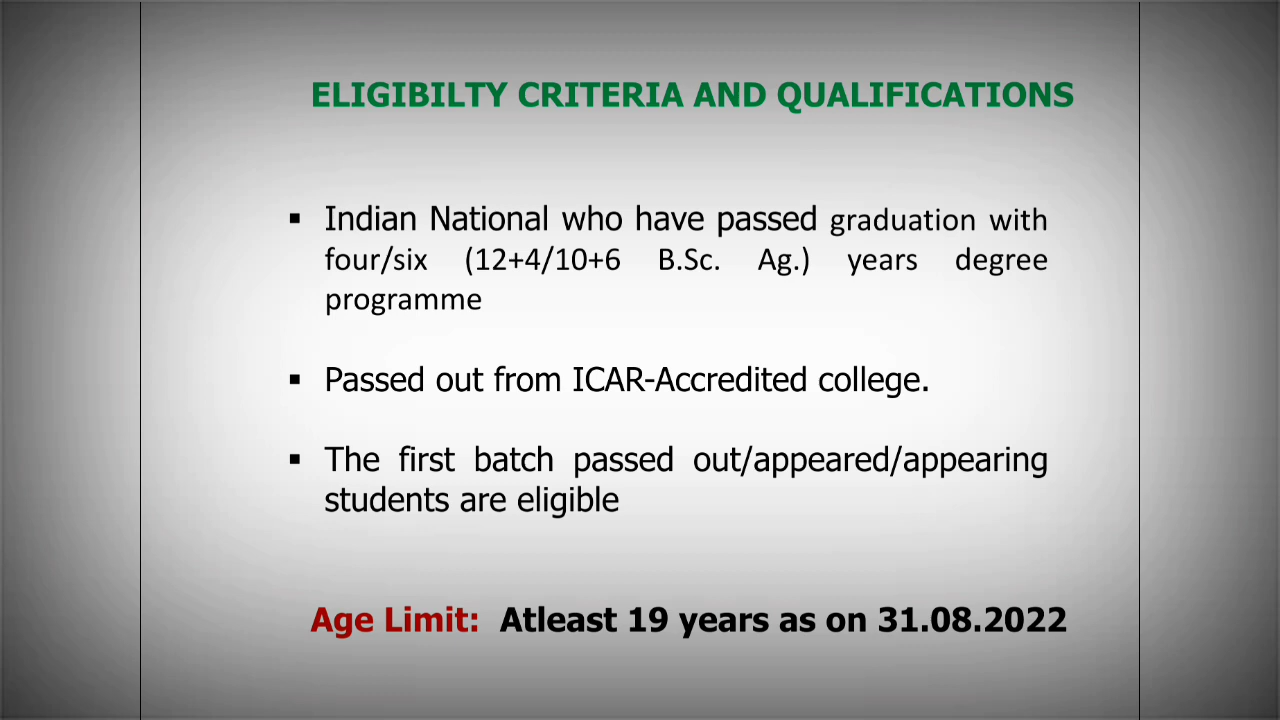 ELIGIBILTY CRITERIA AND QUALIFICATIONS
▪ Indian National who have passed graduation with
four/six (12+4/10+6 B.Sc. Ag.) years degree
programme
▪ Passed out from ICAR-Accredited college.
▪ The first batch passed out/appeared/appearing
students are eligible
Age Limit: Atleast 19 years as on 31.08.2022